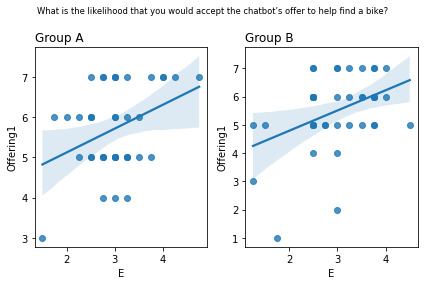 What is the likelihood that you would accept the chatbot's offer to help find a bike?
Group A
Group B
Offering1
7
6
5
4
3
2
3
4
E
Offering1
7
6
5
4
3
2
1
2
3
4
E